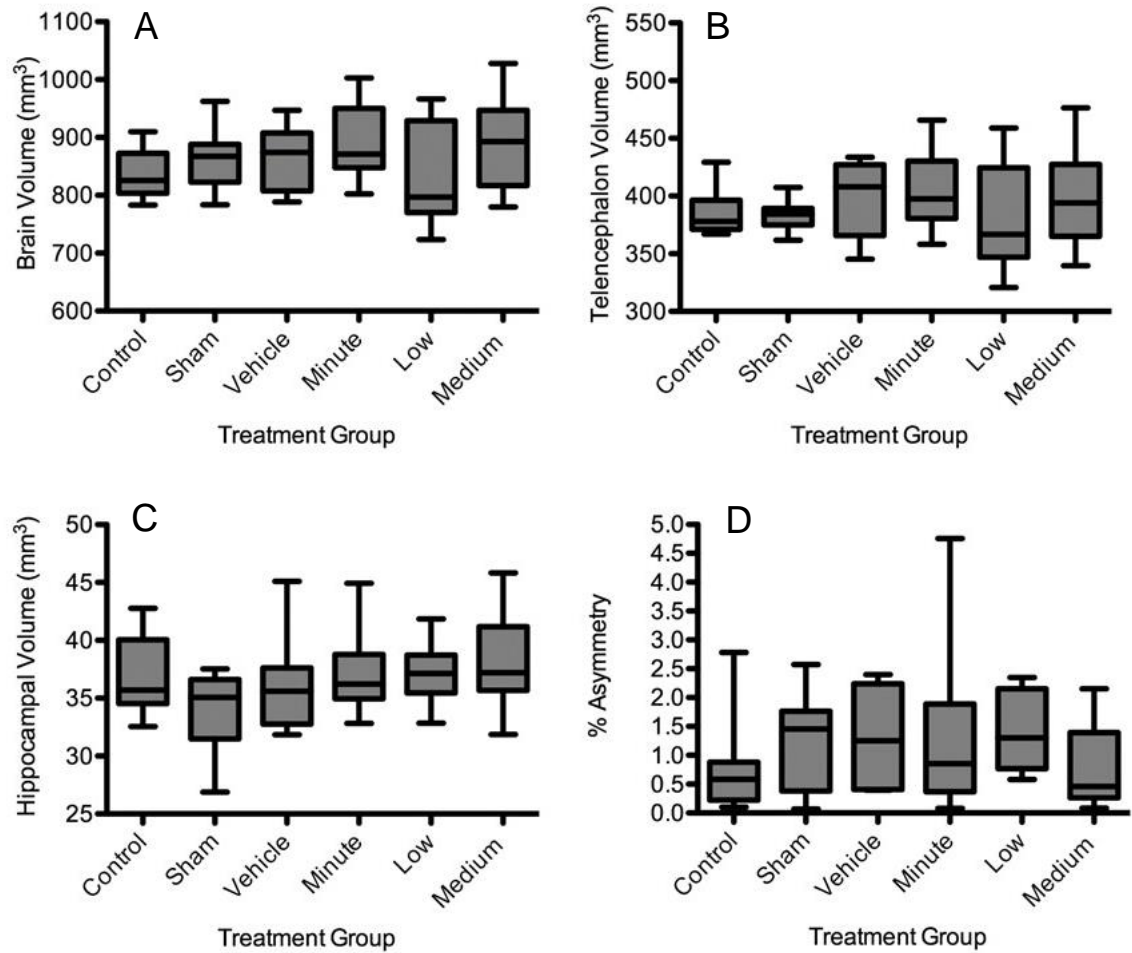 A
Brain Volume (mm³)
1100
1000
900
800
700
600
Control
Sham
Vehicle
Minute
Low
Medium
Treatment Group
B
Telencephalon Volume (mm³)
550
500
450
400
350
300
Control
Sham
Vehicle
Minute
Low
Medium
Treatment Group
C
Hippocampal Volume (mm³)
50
45
40
35
30
25
Control
Sham
Vehicle
Minute
Low
Medium
Treatment Group
D
% Asymmetry
5.0
4.5
4.0
3.5
3.0
2.5
2.0
1.5
1.0
0.5
0.0
Control
Sham
Vehicle
Minute
Low
Medium
Treatment Group